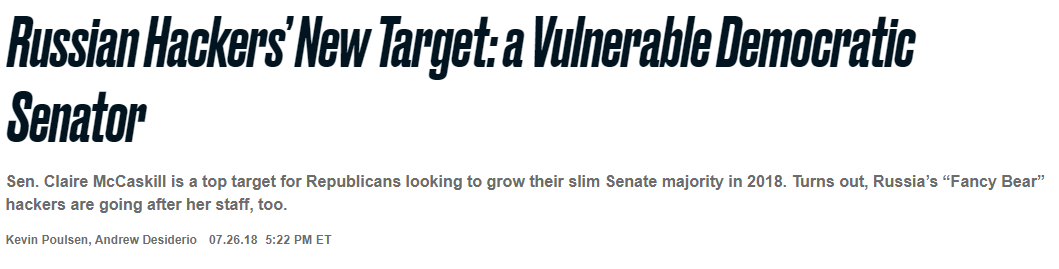 Russian Hackers’ New Target: a Vulnerable Democratic
Senator
Sen. Claire McCaskill is a top target for Republicans looking to grow their slim Senate majority in 2018. Turns out, Russia’s “Fancy Bear”
hackers are going after her staff, too.
Kevin Poulsen, Andrew Desiderio 07.26.18 5:22 PM ET